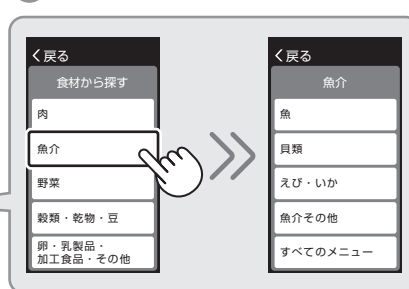 く戻る
食材から探す
肉
魚介
野菜
穀類・乾物・豆
卵・乳製品・
加工食品・その他
く戻る
魚介
魚
貝類
えび・いか
魚介その他
すべてのメニュー